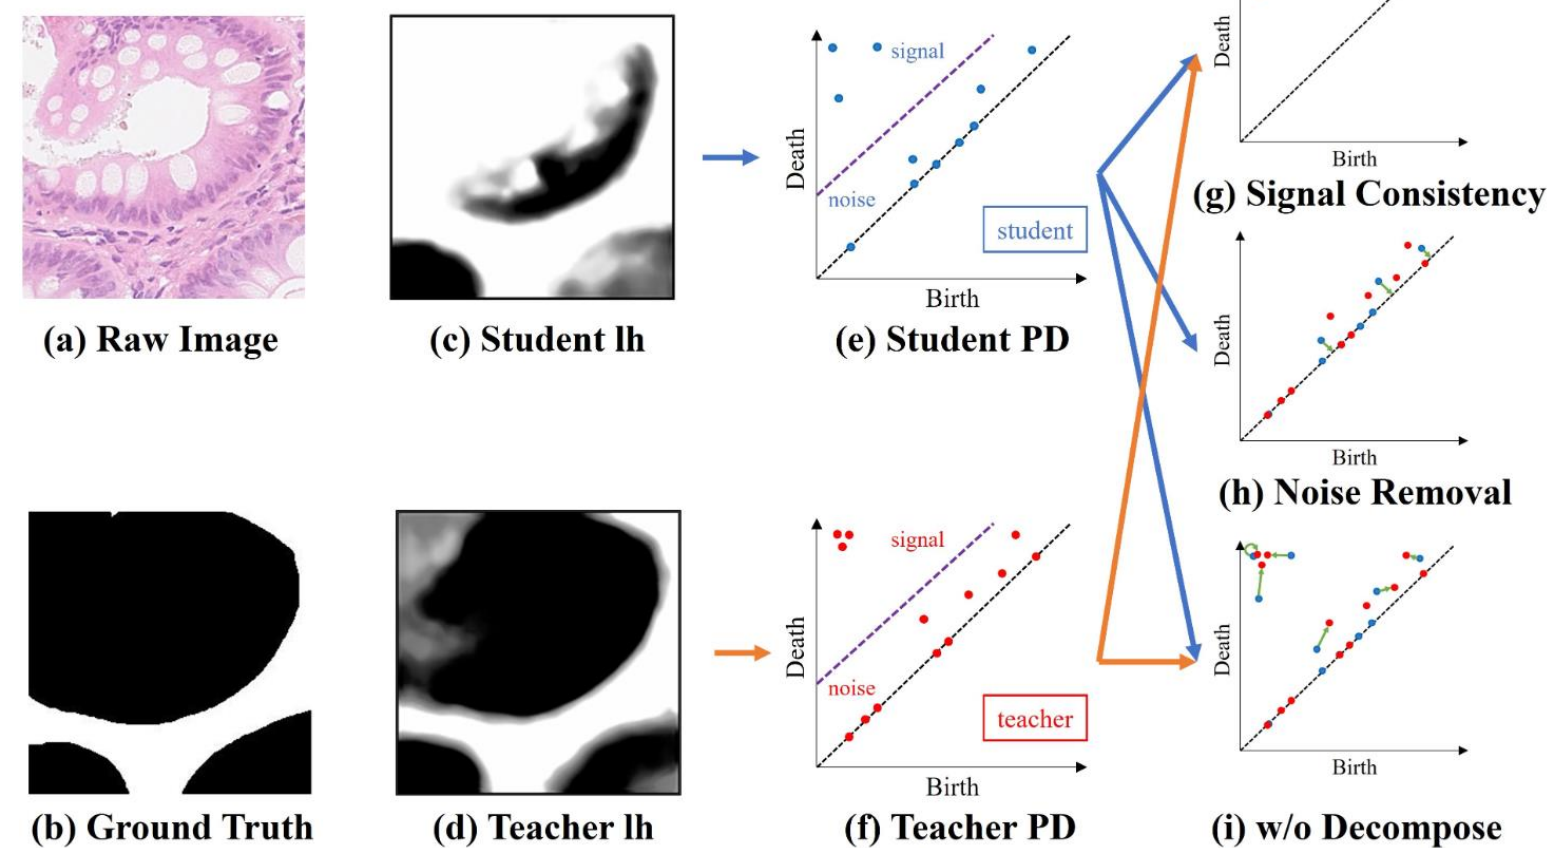 (a) Raw Image
(c) Student lh
Death
signal
noise
student
Birth
(e) Student PD
Death
Birth
(g) Signal Consistency
Death
Birth
(h) Noise Removal
(b) Ground Truth
(d) Teacher lh
Death
signal
noise
teacher
Birth
(f) Teacher PD
Death
Birth
(i) w/o Decompose